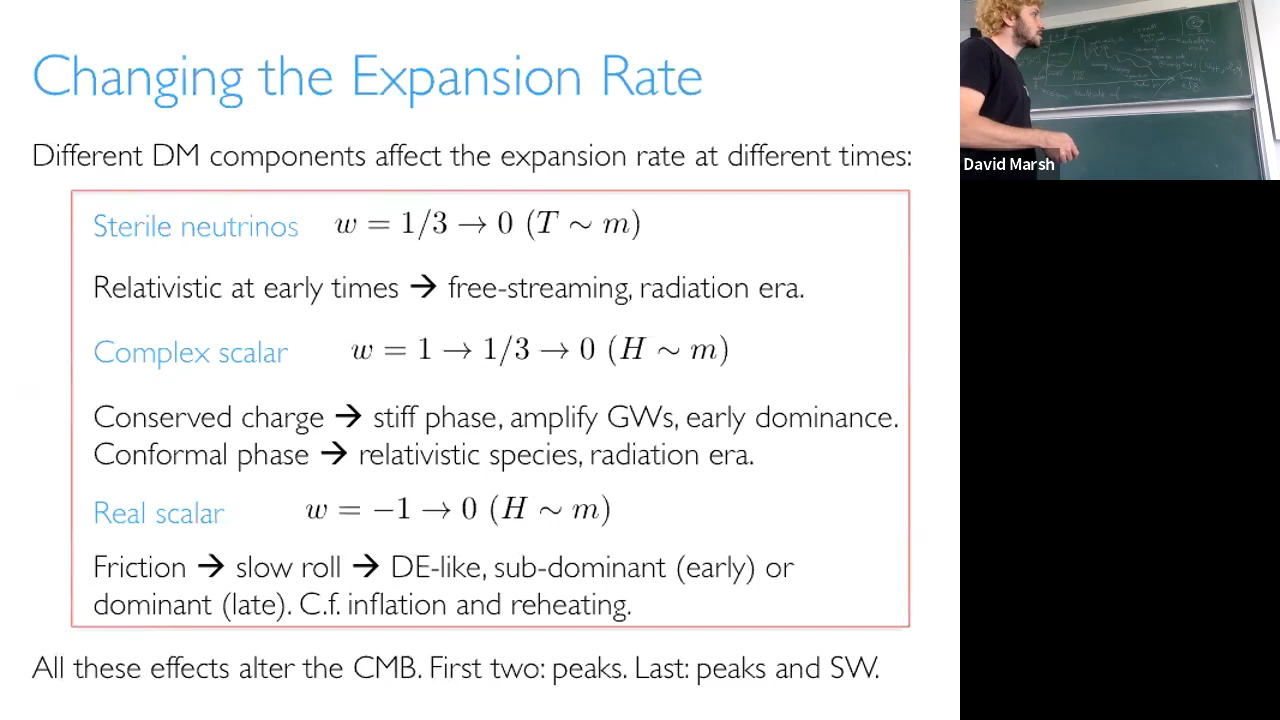 Changing the Expansion Rate
Different DM components affect the expansion rate at different times:
Sterile neutrinos w = 1/3 → 0 (T ∼ m)
Relativistic at early times → free-streaming, radiation era.
Complex scalar w = 1 → 1/3 → 0 (H ∼ m)
Conserved charge → stiff phase, amplify GWs, early dominance.
Conformal phase → relativistic species, radiation era.
Real scalar w = −1 → 0 (H ∼ m)
Friction → slow roll → DE-like, sub-dominant (early) or
dominant (late). C.f. inflation and reheating.
All these effects alter the CMB. First two: peaks. Last: peaks and SW.
David Marsh